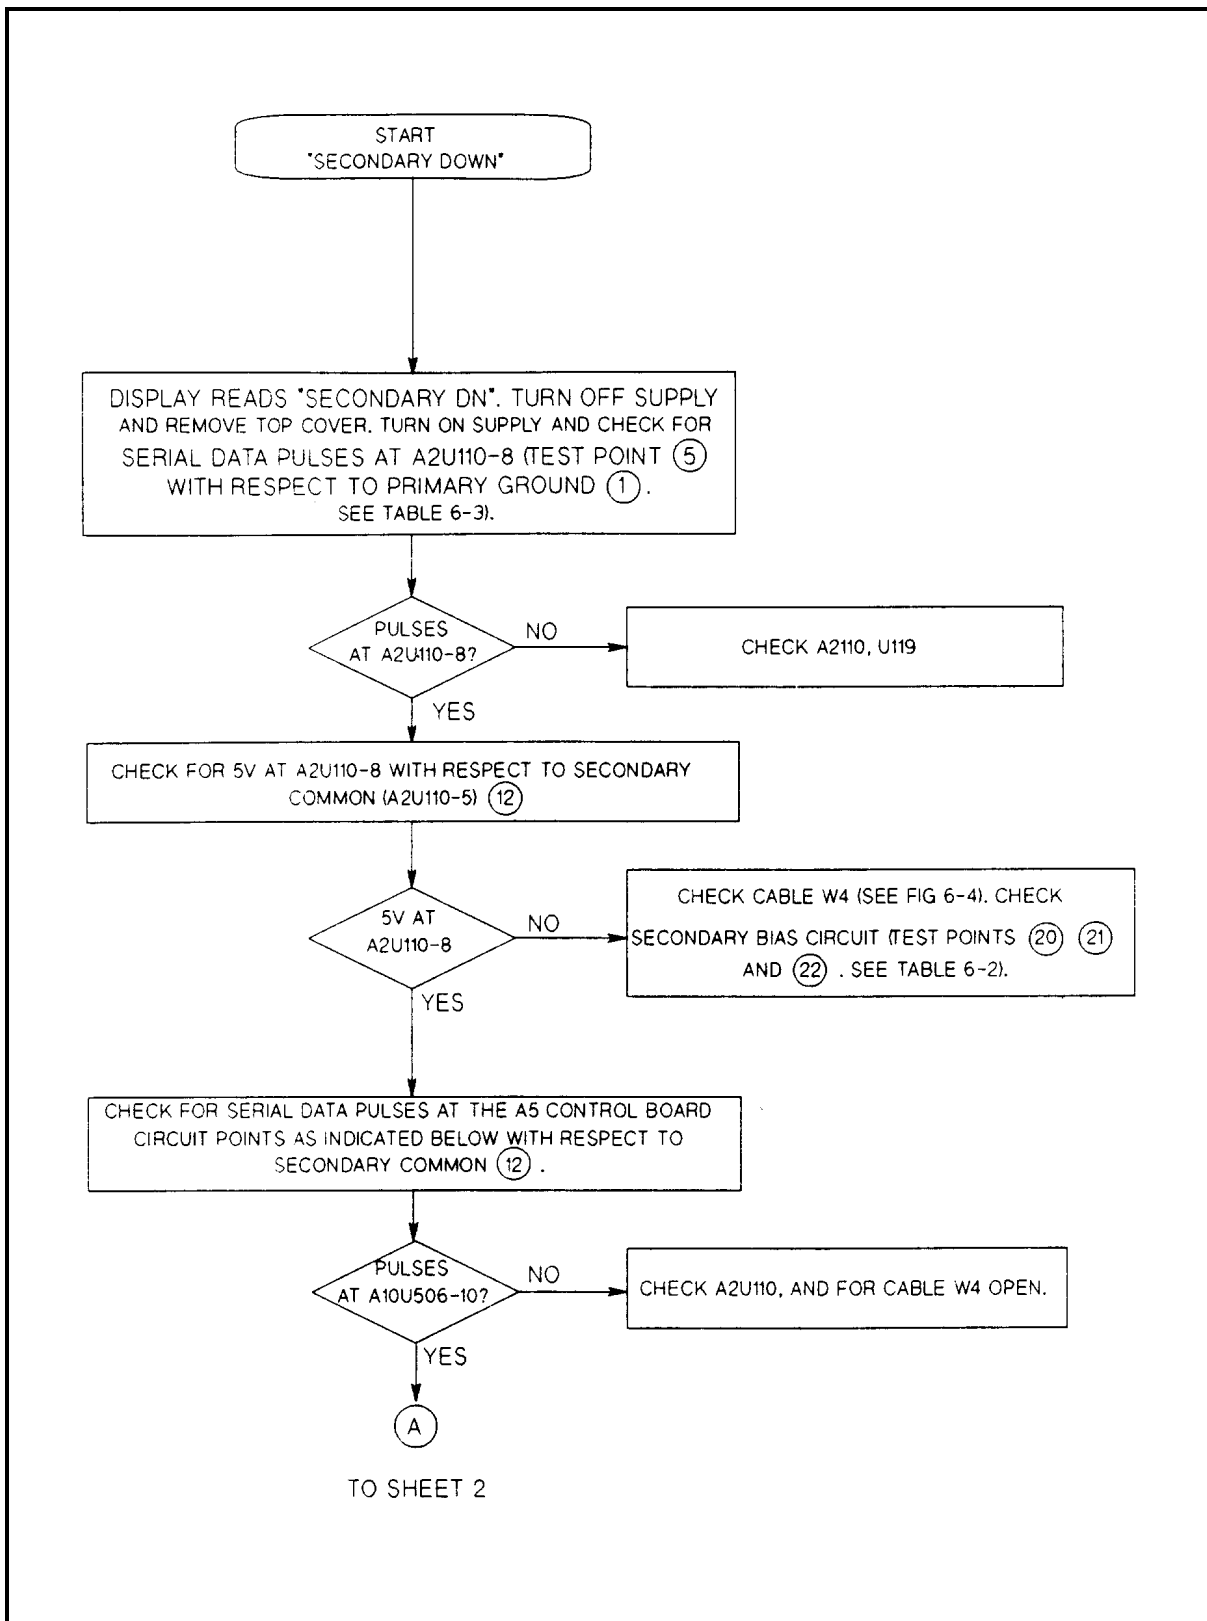 START
"SECONDARY DOWN"
DISPLAY READS "SECONDARY DN". TURN OFF SUPPLY
AND REMOVE TOP COVER. TURN ON SUPPLY AND CHECK FOR
SERIAL DATA PULSES AT A2U110-8 (TEST POINT 5
WITH RESPECT TO PRIMARY GROUND 1 .
SEE TABLE 6-3).
PULSES
AT A2U110-8?
NO
CHECK A2110, U119
YES
CHECK FOR 5V AT A2U110-8 WITH RESPECT TO SECONDARY
COMMON (A2U110-5) 12
5V AT
A2U110-8
NO
CHECK CABLE W4 (SEE FIG 6-4). CHECK
SECONDARY BIAS CIRCUIT (TEST POINTS 20 21
AND 22 . SEE TABLE 6-2).
YES
CHECK FOR SERIAL DATA PULSES AT THE A5 CONTROL BOARD
CIRCUIT POINTS AS INDICATED BELOW WITH RESPECT TO
SECONDARY COMMON 12 .
PULSES
AT A10U506-10?
NO
CHECK A2U110, AND FOR CABLE W4 OPEN.
YES
A
TO SHEET 2